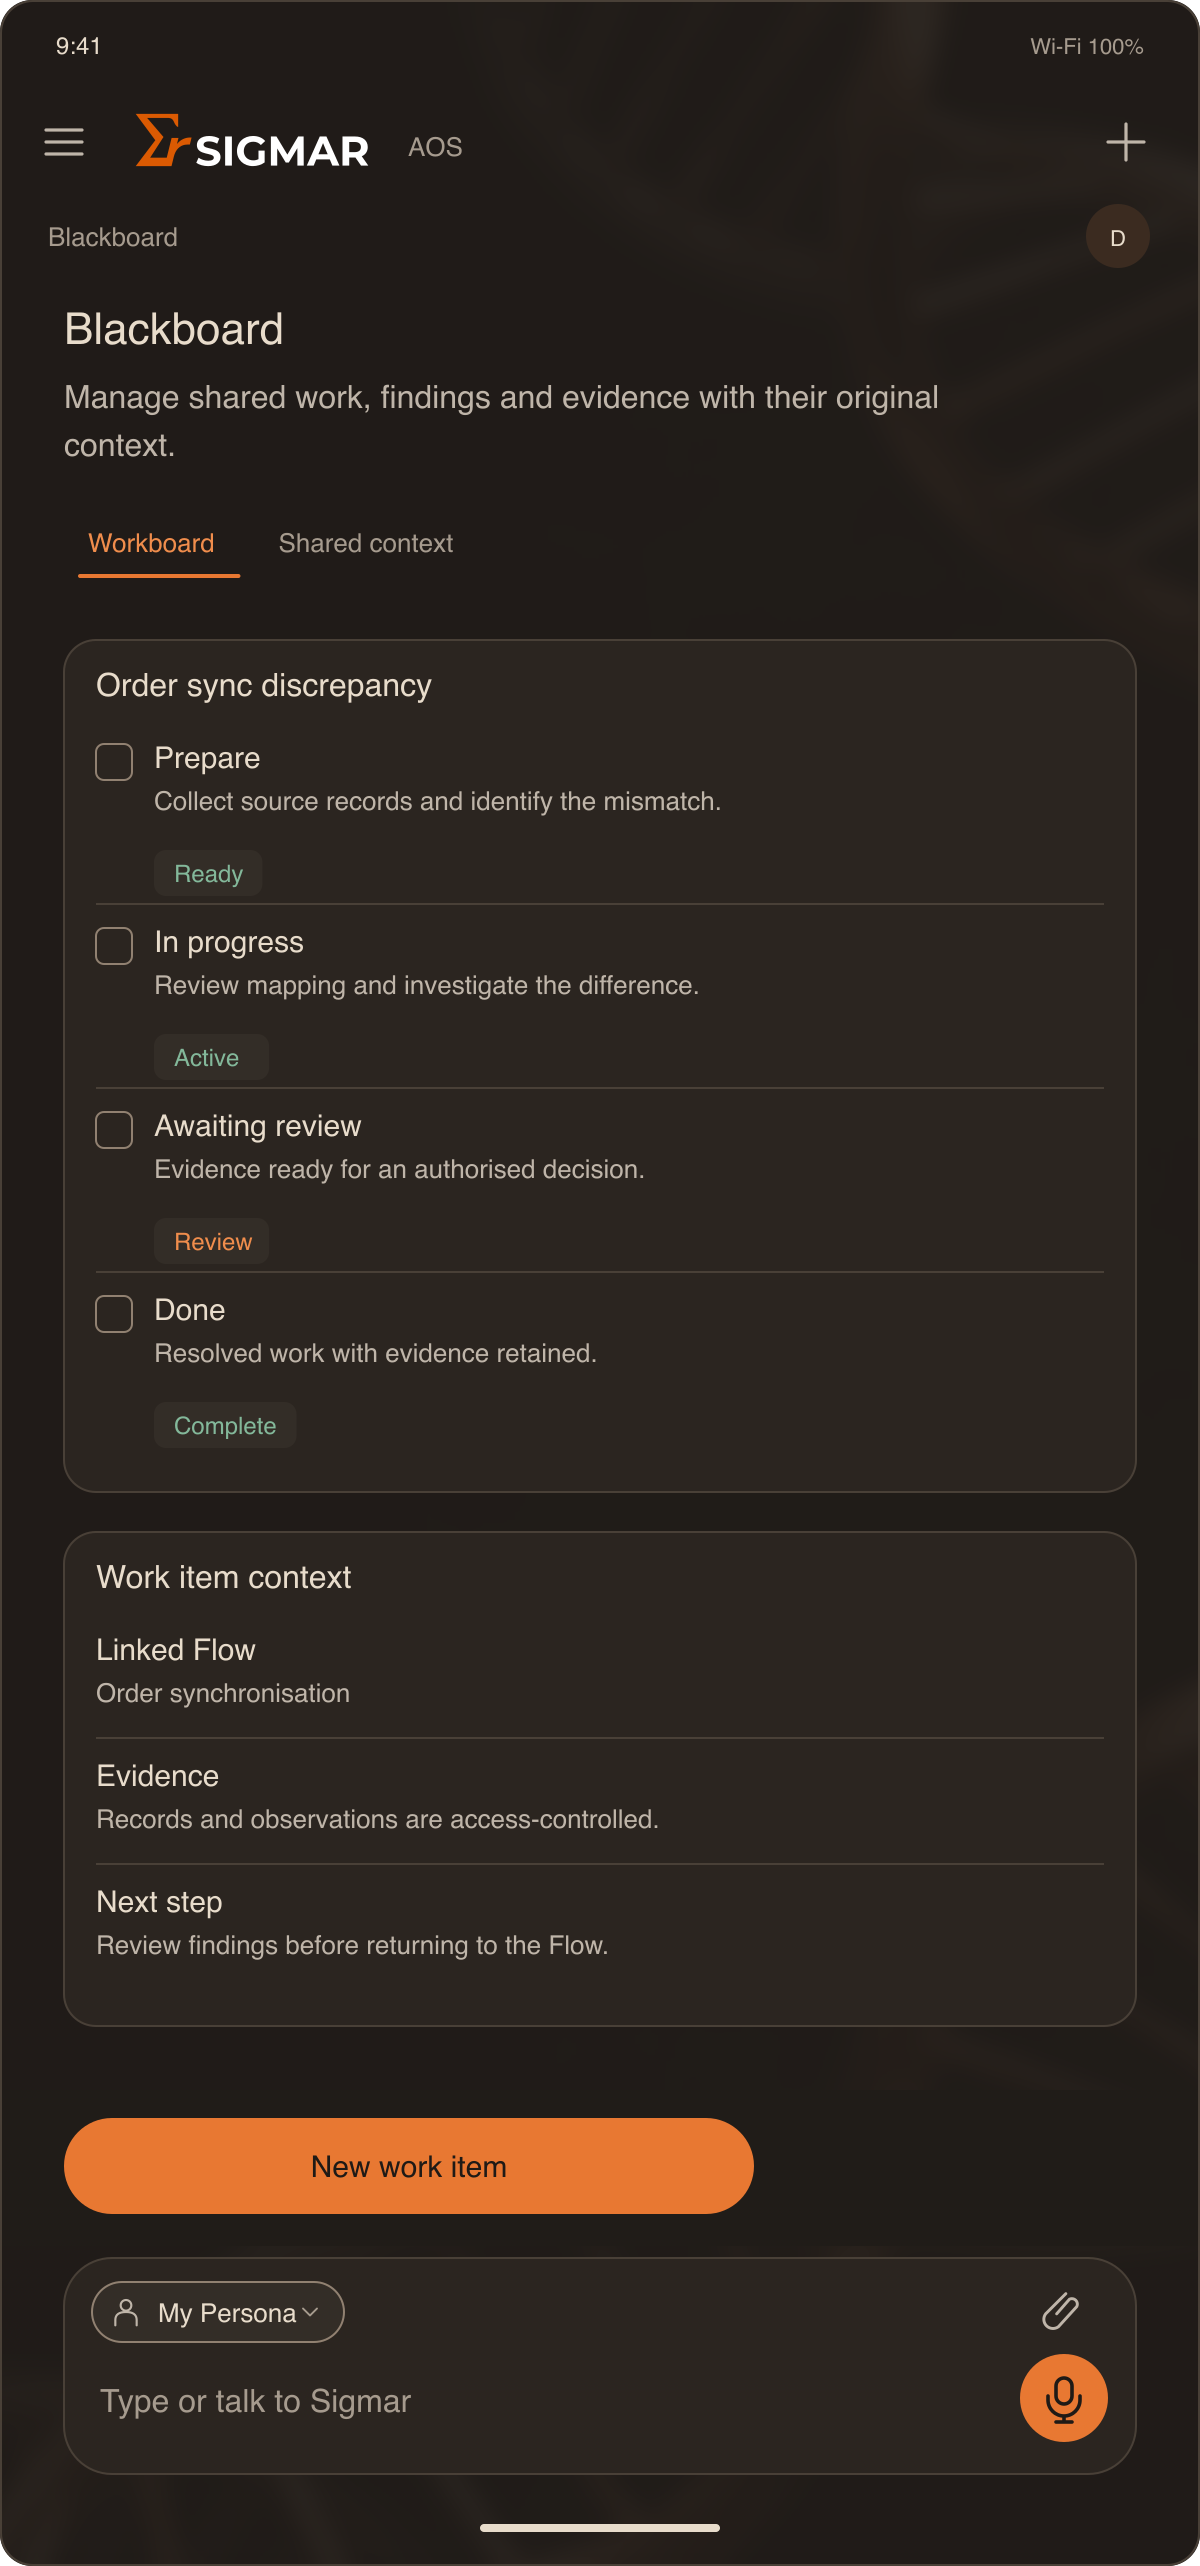 9:41
Wi-Fi 100%
Σr SIGMAR AOS
Blackboard
D
Blackboard
Manage shared work, findings and evidence with their original
context.
Workboard
Shared context
Order sync discrepancy
Prepare
Collect source records and identify the mismatch.
Ready
In progress
Review mapping and investigate the difference.
Active
Awaiting review
Evidence ready for an authorised decision.
Review
Done
Resolved work with evidence retained.
Complete
Work item context
Linked Flow
Order synchronisation
Evidence
Records and observations are access-controlled.
Next step
Review findings before returning to the Flow.
New work item
My Persona
Type or talk to Sigmar